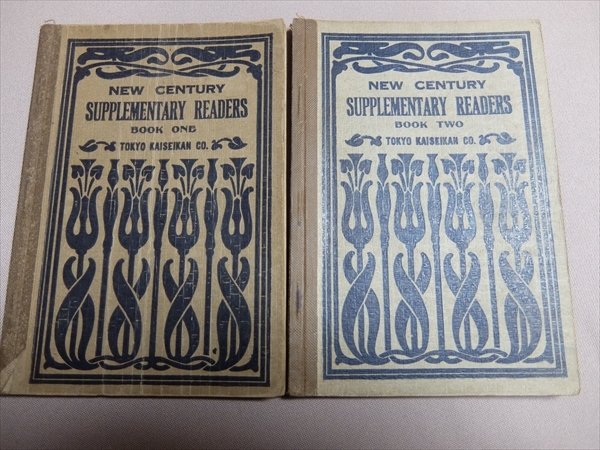 NEW CENTURY
SUPPLEMENTARY READERS
BOOK ONE
TOKYO KAISEIKAN CO.
NEW CENTURY
SUPPLEMENTARY READERS
BOOK TWO
TOKYO KAISEIKAN CO.